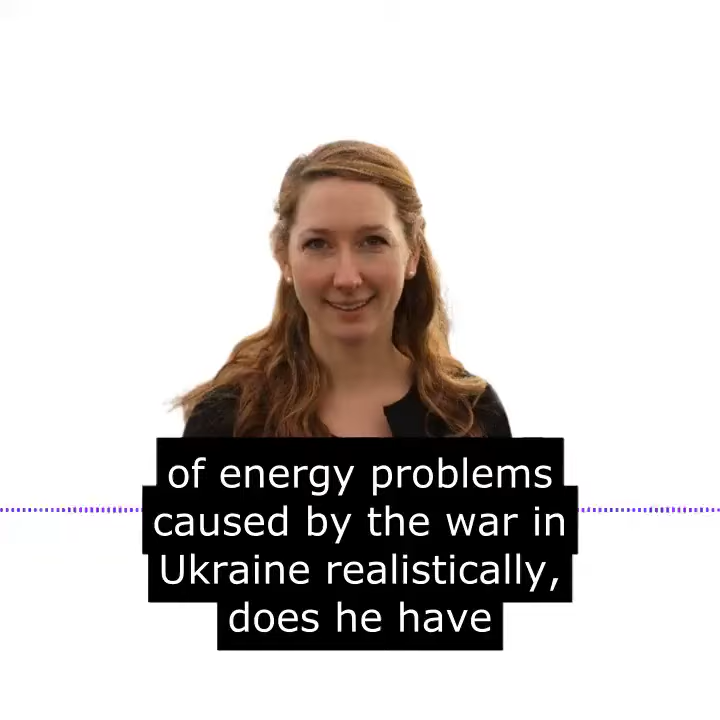 of energy problems
caused by the war in
Ukraine realistically,
does he have